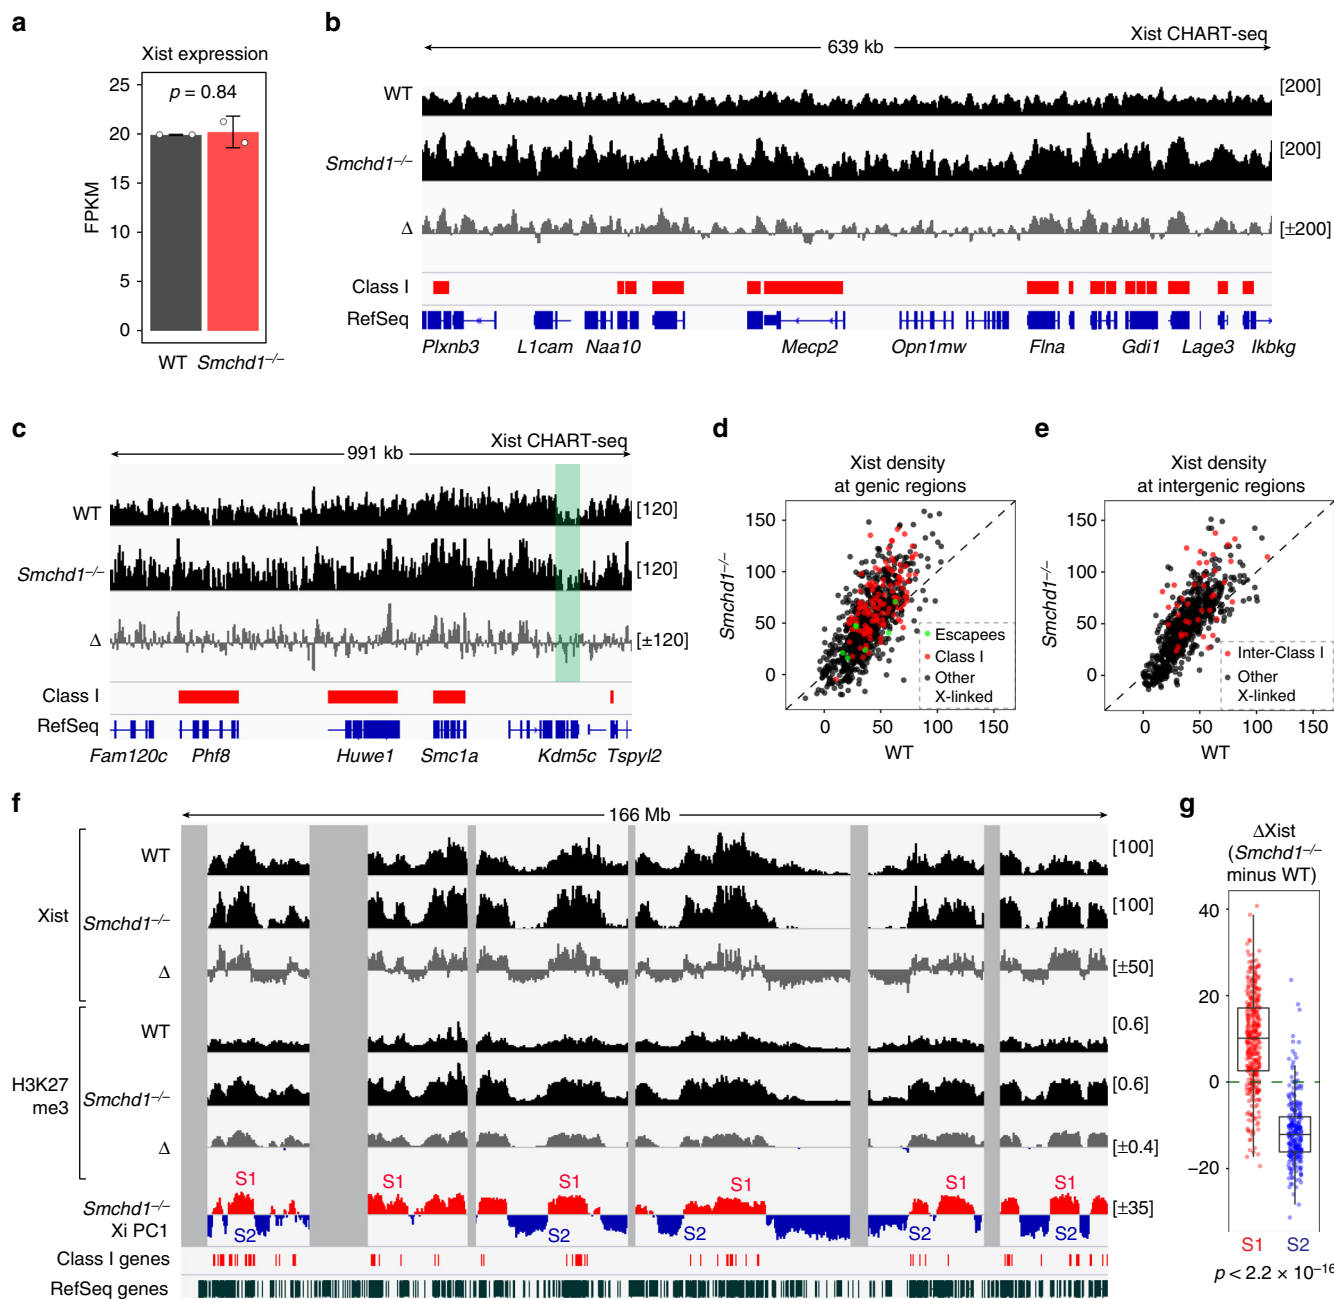 a
Xist expression
p = 0.84
25
20
15
10
5
0
FPKM
WT Smchd1–/–
b
Xist CHART-seq
639 kb
WT [200]
Smchd1–/– [200]
Δ [±200]
Class I
RefSeq
Plxnb3 L1cam Naa10 Mecp2 Opn1mw Flna Gdi1 Lage3 Ikbkg
c
Xist CHART-seq
991 kb
WT [120]
Smchd1–/– [120]
Δ [±120]
Class I
RefSeq
Fam120c Phf8 Huwe1 Smc1a Kdm5c Tspyl2
d
Xist density
at genic regions
150
100
50
0
Smchd1–/–
Escapees
Class I
Other
X-linked
0 50 100 150
WT
e
Xist density
at intergenic regions
150
100
50
0
Smchd1–/–
Inter-Class I
Other
X-linked
0 50 100 150
WT
f
166 Mb
Xist
WT [100]
Smchd1–/– [100]
Δ [±50]
H3K27
me3
WT [0.6]
Smchd1–/– [0.6]
Δ [±0.4]
S1 S1 S1 S1 S1 S1
Smchd1–/–
Xi PC1
[±35]
S2 S2 S2 S2 S2
Class I genes
RefSeq genes
g
ΔXist
(Smchd1–/–
minus WT)
40
20
0
−20
S1 S2
p < 2.2 × 10−16